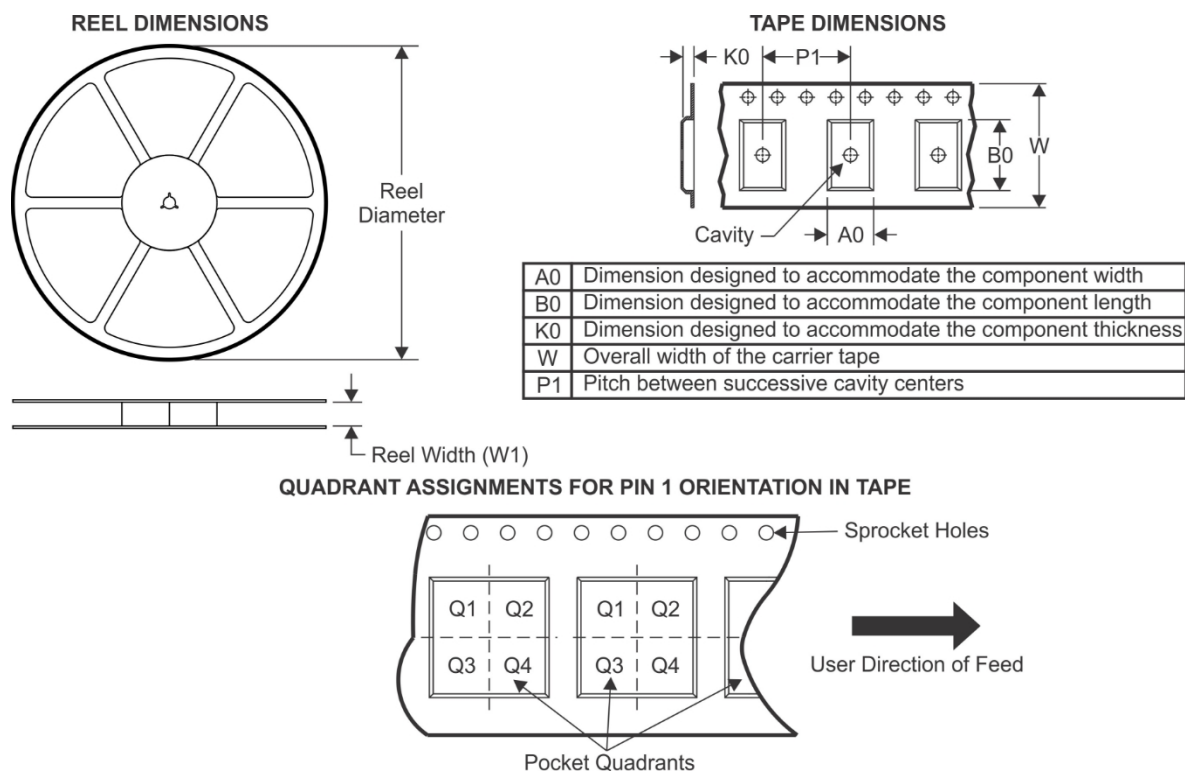 REEL DIMENSIONS
Reel
Diameter
Reel Width (W1)
TAPE DIMENSIONS
K0
P1
B0
W
Cavity
A0
A0 Dimension designed to accommodate the component width
B0 Dimension designed to accommodate the component length
K0 Dimension designed to accommodate the component thickness
W Overall width of the carrier tape
P1 Pitch between successive cavity centers
QUADRANT ASSIGNMENTS FOR PIN 1 ORIENTATION IN TAPE
Sprocket Holes
Q1 Q2 Q1 Q2
Q3 Q4 Q3 Q4
User Direction of Feed
Pocket Quadrants